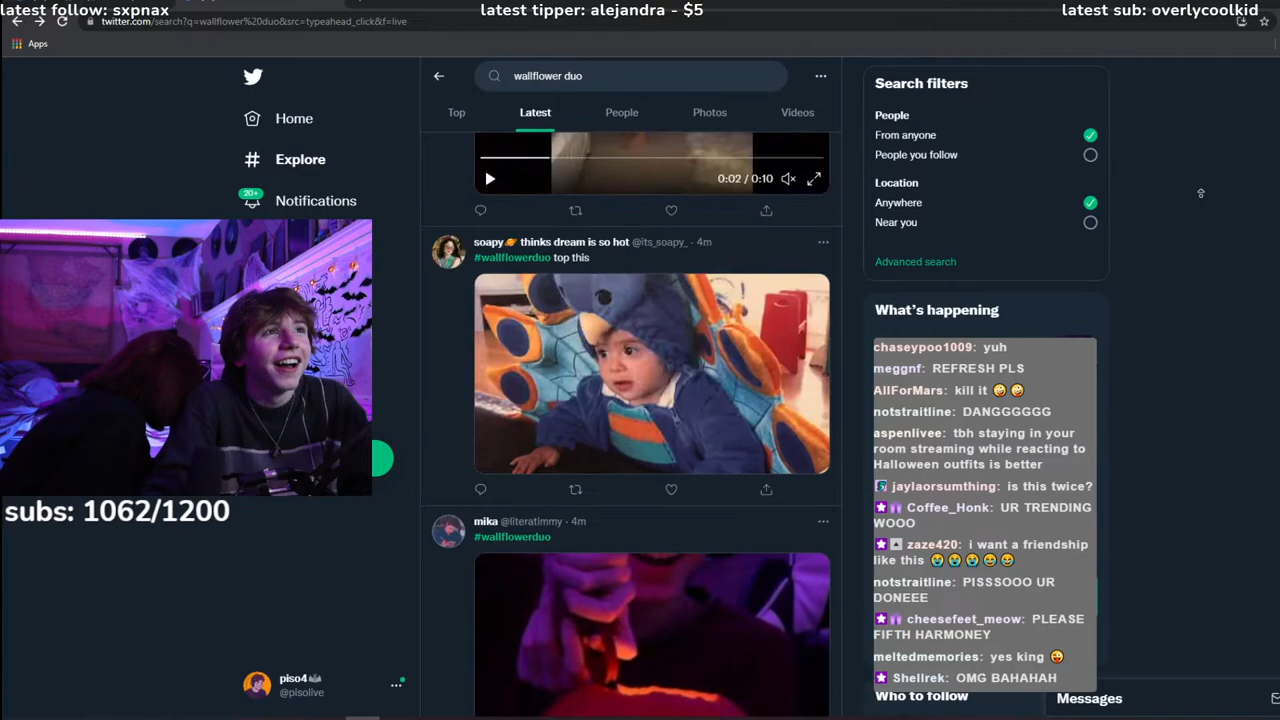 latest follow: sxpnax
latest tipper: alejandra - $5
latest sub: overlycoolkid
twitter.com/search?q=wallflower%20duo&src=typeahead_click&f=live
Apps
Home
Explore
20+
Notifications
subs: 1062/1200
piso4
@pisolive
wallflower duo
Top
Latest
People
Photos
Videos
0:02 / 0:10
soapy🪐 thinks dream is so hot @its_soapy_ · 4m
#wallflowerduo top this
mika @literatimmy · 4m
#wallflowerduo
Search filters
People
From anyone
People you follow
Location
Anywhere
Near you
Advanced search
What's happening
chaseypoo1009: yuh
meggnf: REFRESH PLS
AllForMars: kill it 🤪 🤪
notstraitline: DANGGGGGG
aspenlivee: tbh staying in your
room streaming while reacting to
Halloween outfits is better
jaylaorsumthing: is this twice?
Coffee_Honk: UR TRENDING
WOOO
zaze420: i want a friendship
like this 😭 😭 😭 😂 😂
notstraitline: PISSSOOO UR
DONEEE
cheesefeet_meow: PLEASE
FIFTH HARMONEY
meltedmemories: yes king 😜
Shellrek: OMG BAHAHAH
Who to follow
Messages